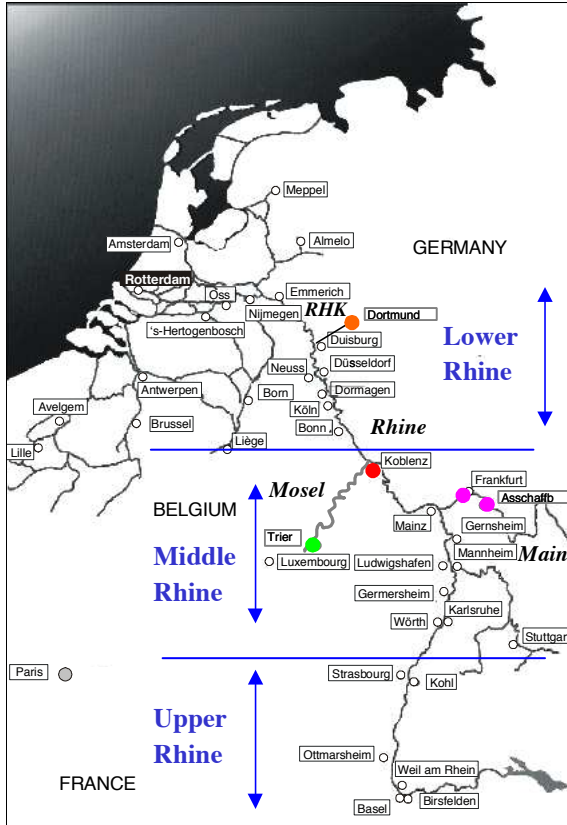 Meppel
Amsterdam
Almelo
GERMANY
Rotterdam
Oss
Emmerich
Nijmegen
RHK
Dortmund
's-Hertogenbosch
Duisburg
Lower
Rhine
Neuss
Düsseldorf
Antwerpen
Born
Dormagen
Avelgem
Köln
Brussel
Bonn
Rhine
Lille
Liège
Koblenz
Frankfurt
Mosel
Asschaffb
BELGIUM
Mainz
Gernsheim
Trier
Middle
Rhine
Luxembourg
Ludwigshafen
Mannheim
Main
Germersheim
Karlsruhe
Wörth
Stuttgar
Paris
Strasbourg
Kohl
Upper
Rhine
Ottmarsheim
Weil am Rhein
FRANCE
Basel
Birsfelden